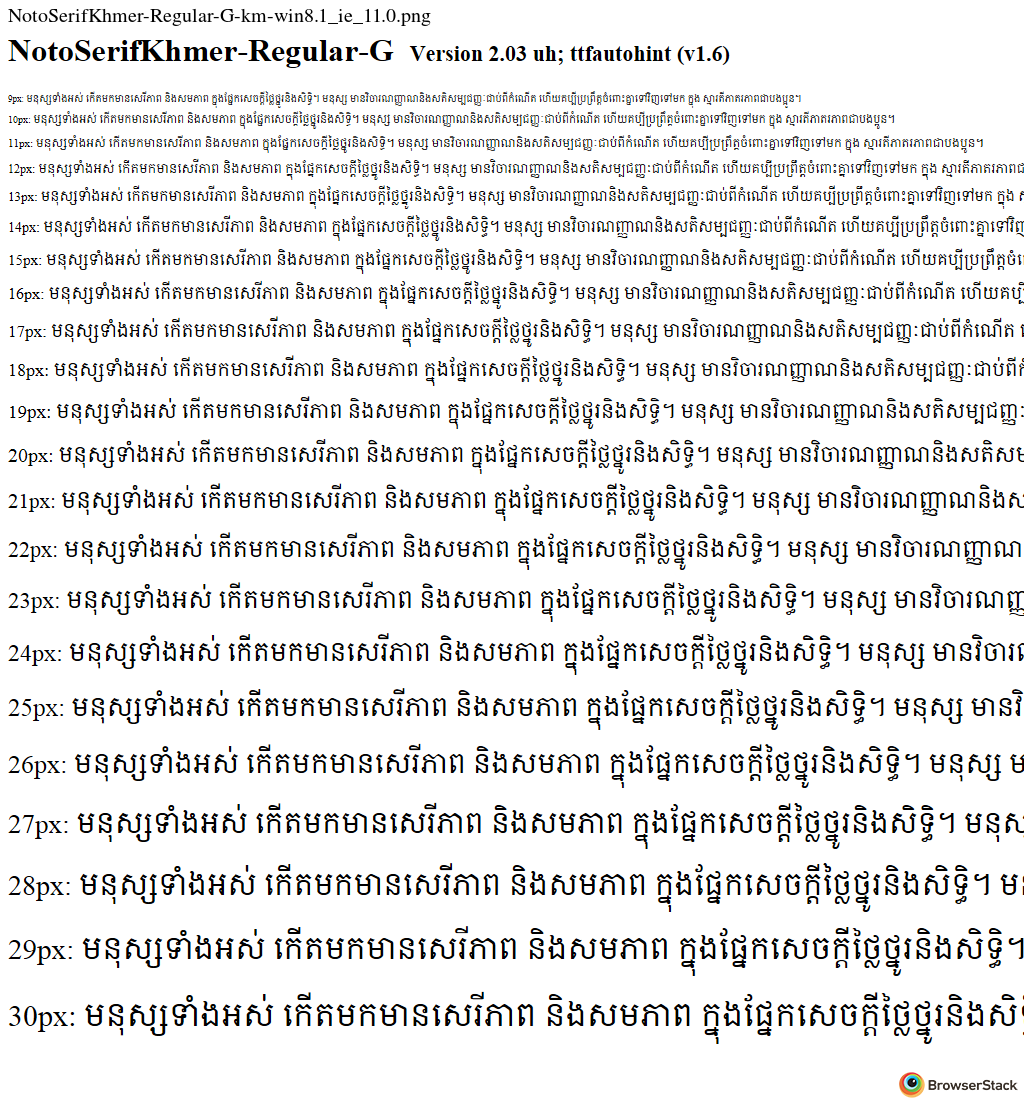 NotoSerifKhmer-Regular-G-km-win8.1_ie_11.0.png
NotoSerifKhmer-Regular-G Version 2.03 uh; ttfautohint (v1.6)
9px: មនុស្សទាំងអស់ កើតមកមានសេរីភាព និងសមភាព ក្នុងផ្នែកសេចក្ដីថ្លៃថ្នូរនិងសិទ្ធិ។ មនុស្ស មានវិចារណញ្ញាណនិងសតិសម្បជញ្ញៈជាប់ពីកំណើត ហើយគប្បីប្រព្រឹត្តចំពោះគ្នាទៅវិញទៅមក ក្នុង ស្មារតីភាតរភាពជាបងប្អូន។
10px: មនុស្សទាំងអស់ កើតមកមានសេរីភាព និងសមភាព ក្នុងផ្នែកសេចក្ដីថ្លៃថ្នូរនិងសិទ្ធិ។ មនុស្ស មានវិចារណញ្ញាណនិងសតិសម្បជញ្ញៈជាប់ពីកំណើត ហើយគប្បីប្រព្រឹត្តចំពោះគ្នាទៅវិញទៅមក ក្នុង ស្មារតីភាតរភាពជាបងប្អូន។
11px: មនុស្សទាំងអស់ កើតមកមានសេរីភាព និងសមភាព ក្នុងផ្នែកសេចក្ដីថ្លៃថ្នូរនិងសិទ្ធិ។ មនុស្ស មានវិចារណញ្ញាណនិងសតិសម្បជញ្ញៈជាប់ពីកំណើត ហើយគប្បីប្រព្រឹត្តចំពោះគ្នាទៅវិញទៅមក ក្នុង ស្មារតីភាតរភាពជាបងប្អូន។
12px: មនុស្សទាំងអស់ កើតមកមានសេរីភាព និងសមភាព ក្នុងផ្នែកសេចក្ដីថ្លៃថ្នូរនិងសិទ្ធិ។ មនុស្ស មានវិចារណញ្ញាណនិងសតិសម្បជញ្ញៈជាប់ពីកំណើត ហើយគប្បីប្រព្រឹត្តចំពោះគ្នាទៅវិញទៅមក ក្នុង ស្មារតីភាតរភាពជា
13px: មនុស្សទាំងអស់ កើតមកមានសេរីភាព និងសមភាព ក្នុងផ្នែកសេចក្ដីថ្លៃថ្នូរនិងសិទ្ធិ។ មនុស្ស មានវិចារណញ្ញាណនិងសតិសម្បជញ្ញៈជាប់ពីកំណើត ហើយគប្បីប្រព្រឹត្តចំពោះគ្នាទៅវិញទៅមក ក្នុង
14px: មនុស្សទាំងអស់ កើតមកមានសេរីភាព និងសមភាព ក្នុងផ្នែកសេចក្ដីថ្លៃថ្នូរនិងសិទ្ធិ។ មនុស្ស មានវិចារណញ្ញាណនិងសតិសម្បជញ្ញៈជាប់ពីកំណើត ហើយគប្បីប្រព្រឹត្តចំពោះគ្នាទៅវិញ
15px: មនុស្សទាំងអស់ កើតមកមានសេរីភាព និងសមភាព ក្នុងផ្នែកសេចក្ដីថ្លៃថ្នូរនិងសិទ្ធិ។ មនុស្ស មានវិចារណញ្ញាណនិងសតិសម្បជញ្ញៈជាប់ពីកំណើត ហើយគប្បីប្រព្រឹត្តចំ
16px: មនុស្សទាំងអស់ កើតមកមានសេរីភាព និងសមភាព ក្នុងផ្នែកសេចក្ដីថ្លៃថ្នូរនិងសិទ្ធិ។ មនុស្ស មានវិចារណញ្ញាណនិងសតិសម្បជញ្ញៈជាប់ពីកំណើត ហើយគប្បី
17px: មនុស្សទាំងអស់ កើតមកមានសេរីភាព និងសមភាព ក្នុងផ្នែកសេចក្ដីថ្លៃថ្នូរនិងសិទ្ធិ។ មនុស្ស មានវិចារណញ្ញាណនិងសតិសម្បជញ្ញៈជាប់ពីកំណើត
18px: មនុស្សទាំងអស់ កើតមកមានសេរីភាព និងសមភាព ក្នុងផ្នែកសេចក្ដីថ្លៃថ្នូរនិងសិទ្ធិ។ មនុស្ស មានវិចារណញ្ញាណនិងសតិសម្បជញ្ញៈជាប់ពី
19px: មនុស្សទាំងអស់ កើតមកមានសេរីភាព និងសមភាព ក្នុងផ្នែកសេចក្ដីថ្លៃថ្នូរនិងសិទ្ធិ។ មនុស្ស មានវិចារណញ្ញាណនិងសតិសម្បជញ្ញៈ
20px: មនុស្សទាំងអស់ កើតមកមានសេរីភាព និងសមភាព ក្នុងផ្នែកសេចក្ដីថ្លៃថ្នូរនិងសិទ្ធិ។ មនុស្ស មានវិចារណញ្ញាណនិងសតិសម
21px: មនុស្សទាំងអស់ កើតមកមានសេរីភាព និងសមភាព ក្នុងផ្នែកសេចក្ដីថ្លៃថ្នូរនិងសិទ្ធិ។ មនុស្ស មានវិចារណញ្ញាណនិង
22px: មនុស្សទាំងអស់ កើតមកមានសេរីភាព និងសមភាព ក្នុងផ្នែកសេចក្ដីថ្លៃថ្នូរនិងសិទ្ធិ។ មនុស្ស មានវិចារណញ្ញាណ
23px: មនុស្សទាំងអស់ កើតមកមានសេរីភាព និងសមភាព ក្នុងផ្នែកសេចក្ដីថ្លៃថ្នូរនិងសិទ្ធិ។ មនុស្ស មានវិចារណញ្ញ
24px: មនុស្សទាំងអស់ កើតមកមានសេរីភាព និងសមភាព ក្នុងផ្នែកសេចក្ដីថ្លៃថ្នូរនិងសិទ្ធិ។ មនុស្ស មានវិចារ
25px: មនុស្សទាំងអស់ កើតមកមានសេរីភាព និងសមភាព ក្នុងផ្នែកសេចក្ដីថ្លៃថ្នូរនិងសិទ្ធិ។ មនុស្ស មានវិ
26px: មនុស្សទាំងអស់ កើតមកមានសេរីភាព និងសមភាព ក្នុងផ្នែកសេចក្ដីថ្លៃថ្នូរនិងសិទ្ធិ។ មនុស្ស ម
27px: មនុស្សទាំងអស់ កើតមកមានសេរីភាព និងសមភាព ក្នុងផ្នែកសេចក្ដីថ្លៃថ្នូរនិងសិទ្ធិ។ មនុស
28px: មនុស្សទាំងអស់ កើតមកមានសេរីភាព និងសមភាព ក្នុងផ្នែកសេចក្ដីថ្លៃថ្នូរនិងសិទ្ធិ។ ម
29px: មនុស្សទាំងអស់ កើតមកមានសេរីភាព និងសមភាព ក្នុងផ្នែកសេចក្ដីថ្លៃថ្នូរនិងសិទ្ធិ។
30px: មនុស្សទាំងអស់ កើតមកមានសេរីភាព និងសមភាព ក្នុងផ្នែកសេចក្ដីថ្លៃថ្នូរនិងសិ
BrowserStack